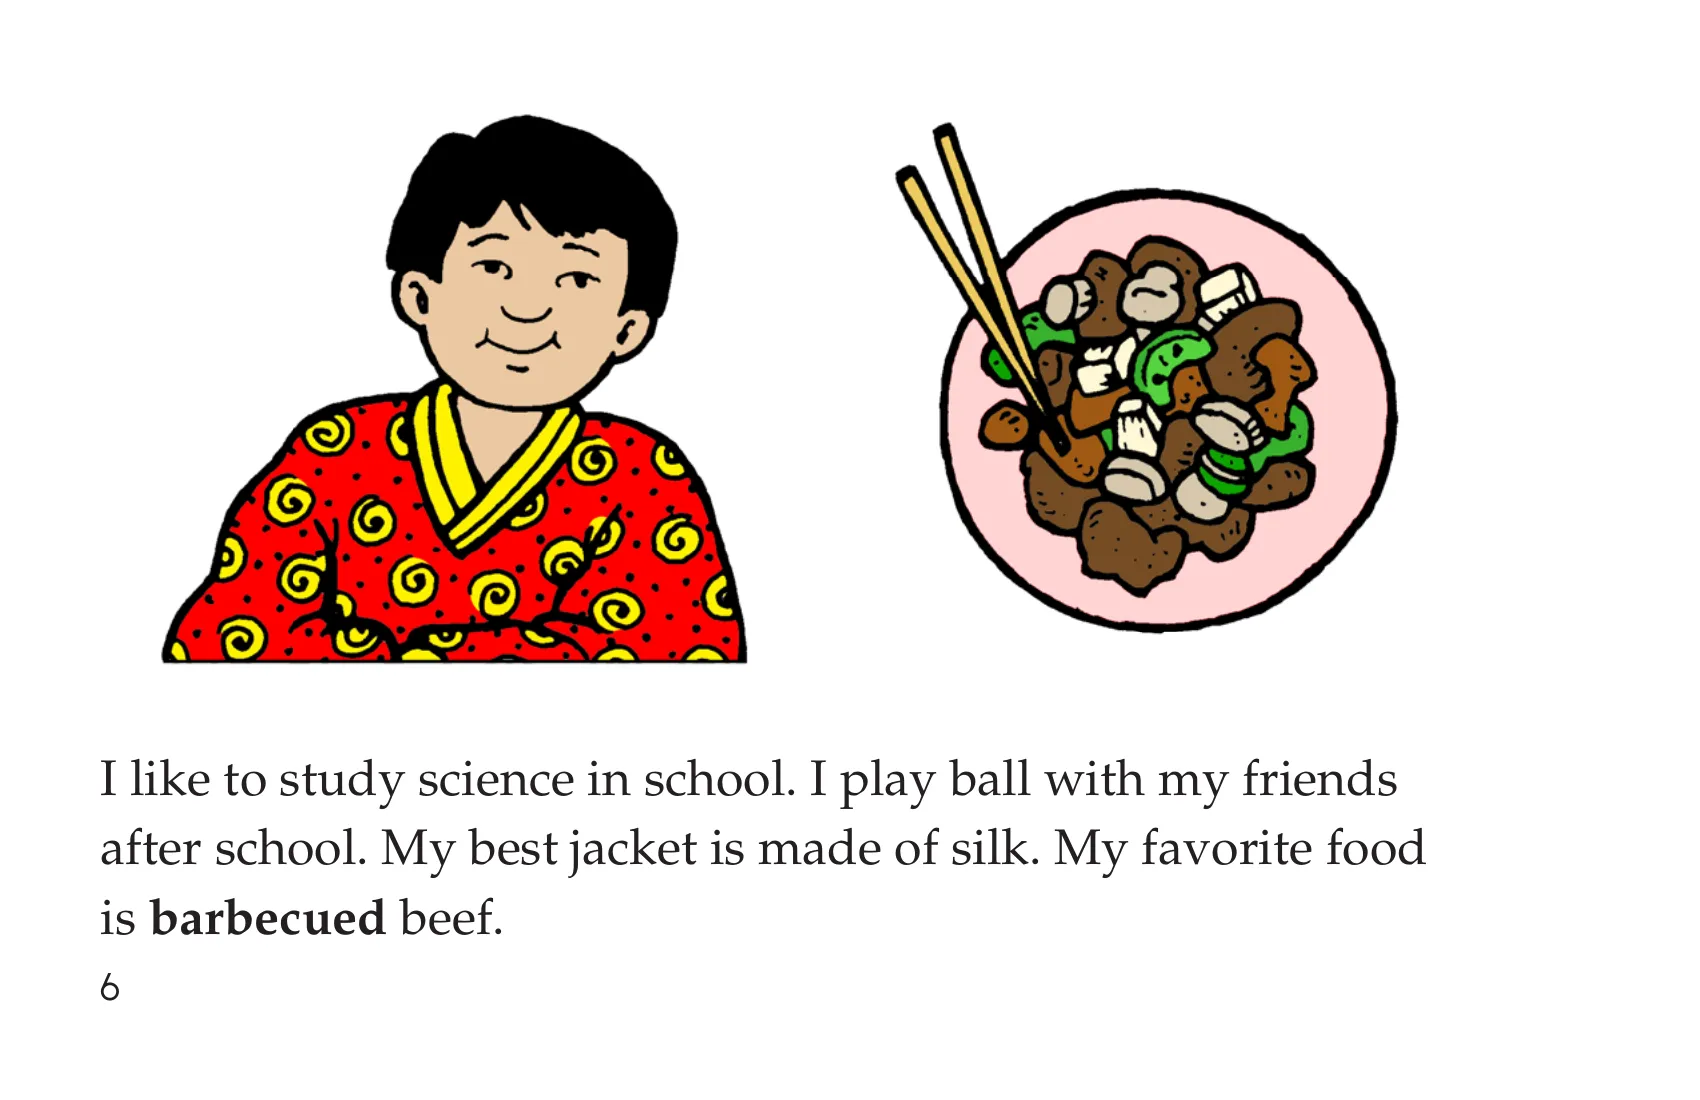 I like to study science in school. I play ball with my friends
after school. My best jacket is made of silk. My favorite food
is barbecued beef.
6